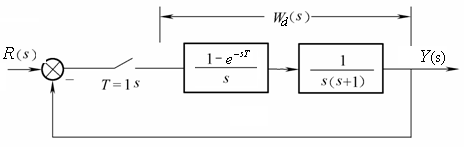 W_d(s)
R(s)
−
T=1 s
1−e^{−sT}
s
1
s(s+1)
Y(s)